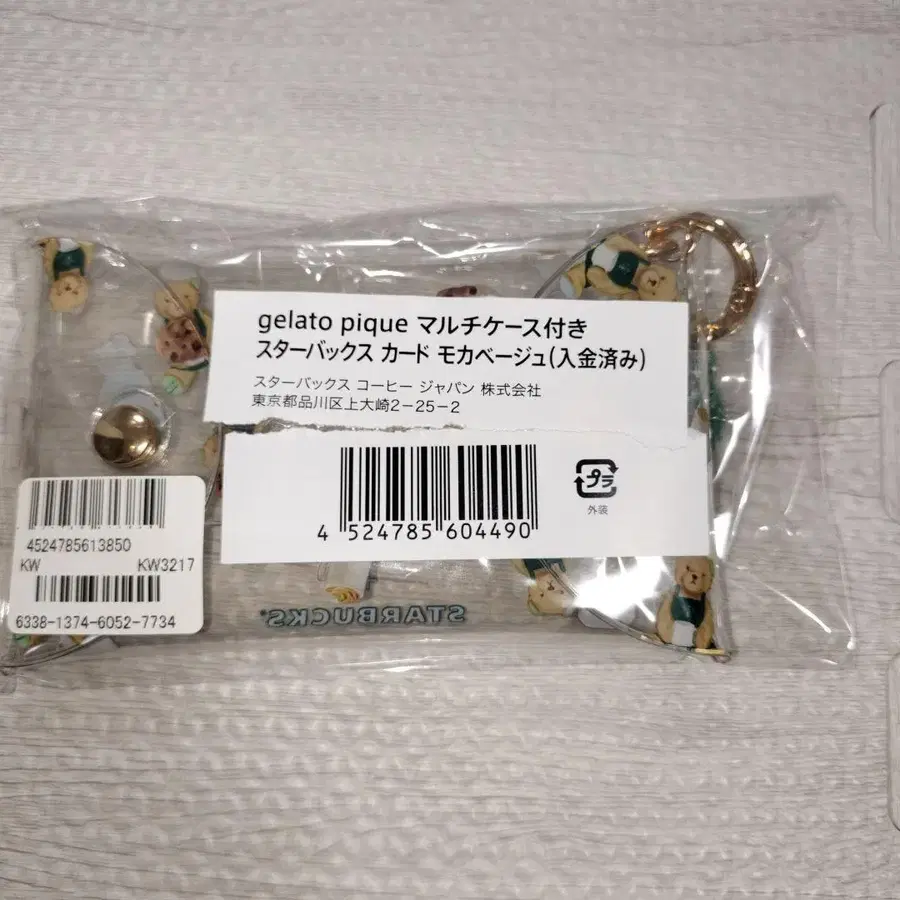 gelato pique マルチケース付き
スターバックス カード モカベージュ(入金済み)
スターバックス コーヒー ジャパン 株式会社
東京都品川区上大崎2-25-2
4 524785 604490
プラ
外装
4524785613850
KW KW3217
6338-1374-6052-7734
STARBUCKS®